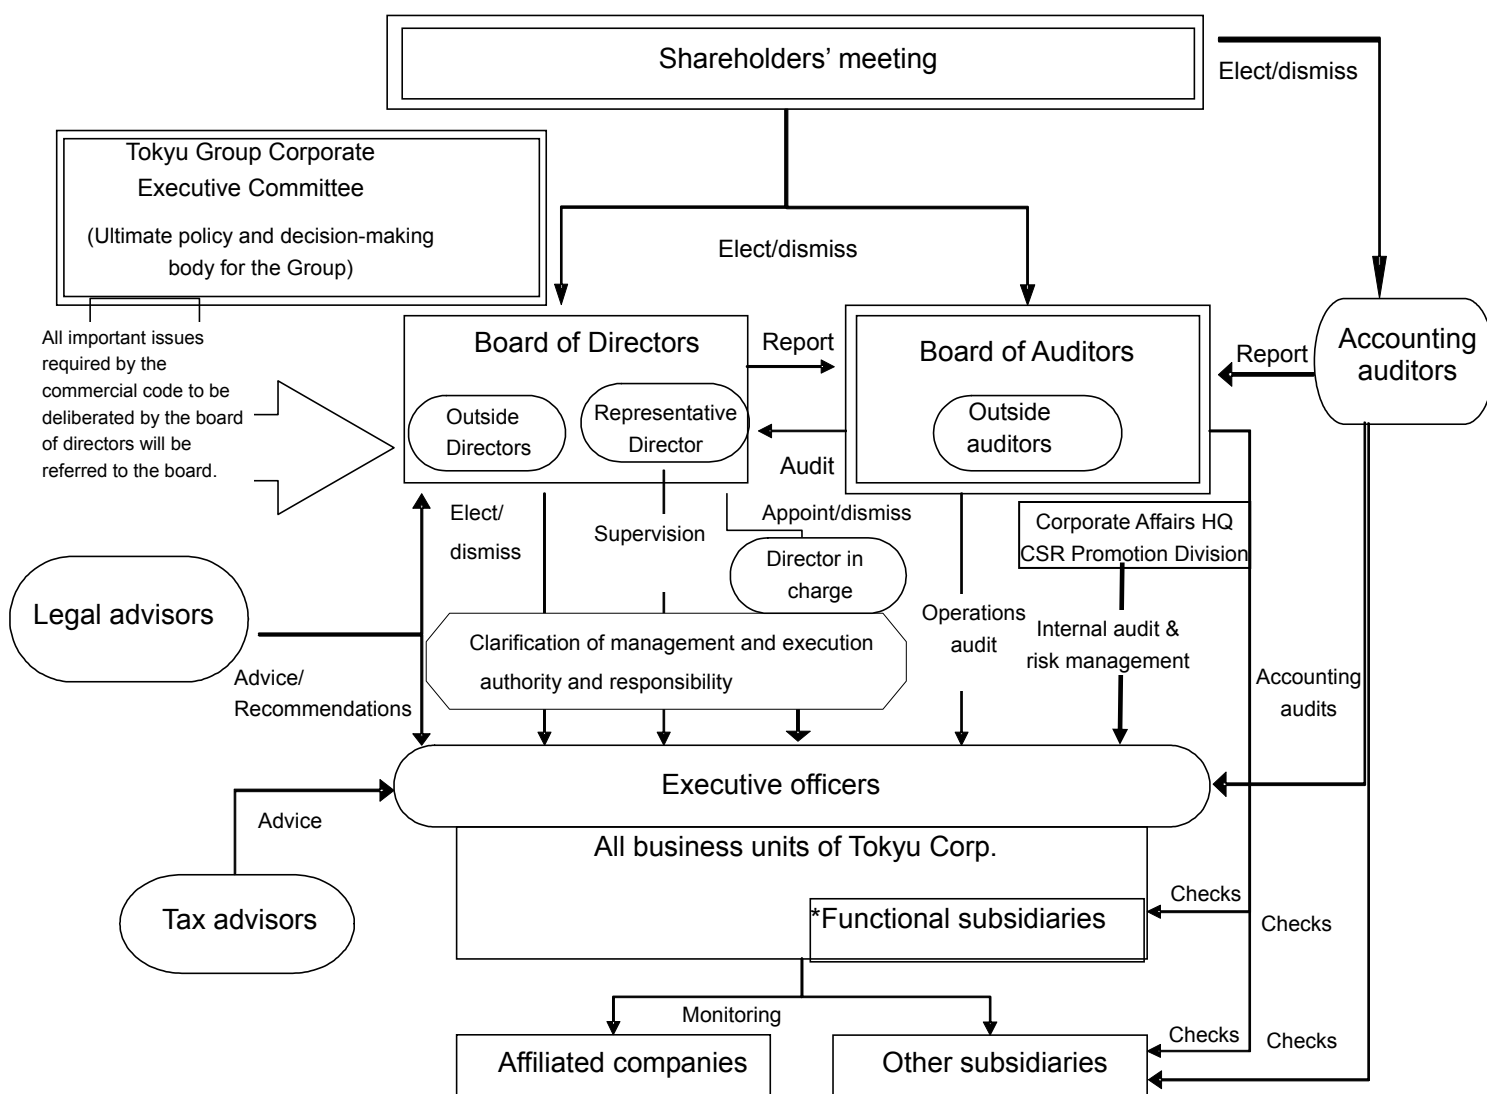 Shareholders’ meeting
Elect/dismiss
Tokyu Group Corporate
Executive Committee
(Ultimate policy and decision-making
body for the Group)
Elect/dismiss
All important issues
required by the
commercial code to be
deliberated by the board
of directors will be
referred to the board.
Board of Directors
Outside
Directors
Representative
Director
Report
Audit
Board of Auditors
Outside
auditors
Report
Accounting
auditors
Elect/
dismiss
Supervision
Appoint/dismiss
Director in
charge
Corporate Affairs HQ
CSR Promotion Division
Legal advisors
Advice/
Recommendations
Clarification of management and execution
authority and responsibility
Operations
audit
Internal audit &
risk management
Accounting
audits
Executive officers
Advice
Tax advisors
All business units of Tokyu Corp.
*Functional subsidiaries
Checks
Checks
Monitoring
Affiliated companies
Other subsidiaries
Checks
Checks